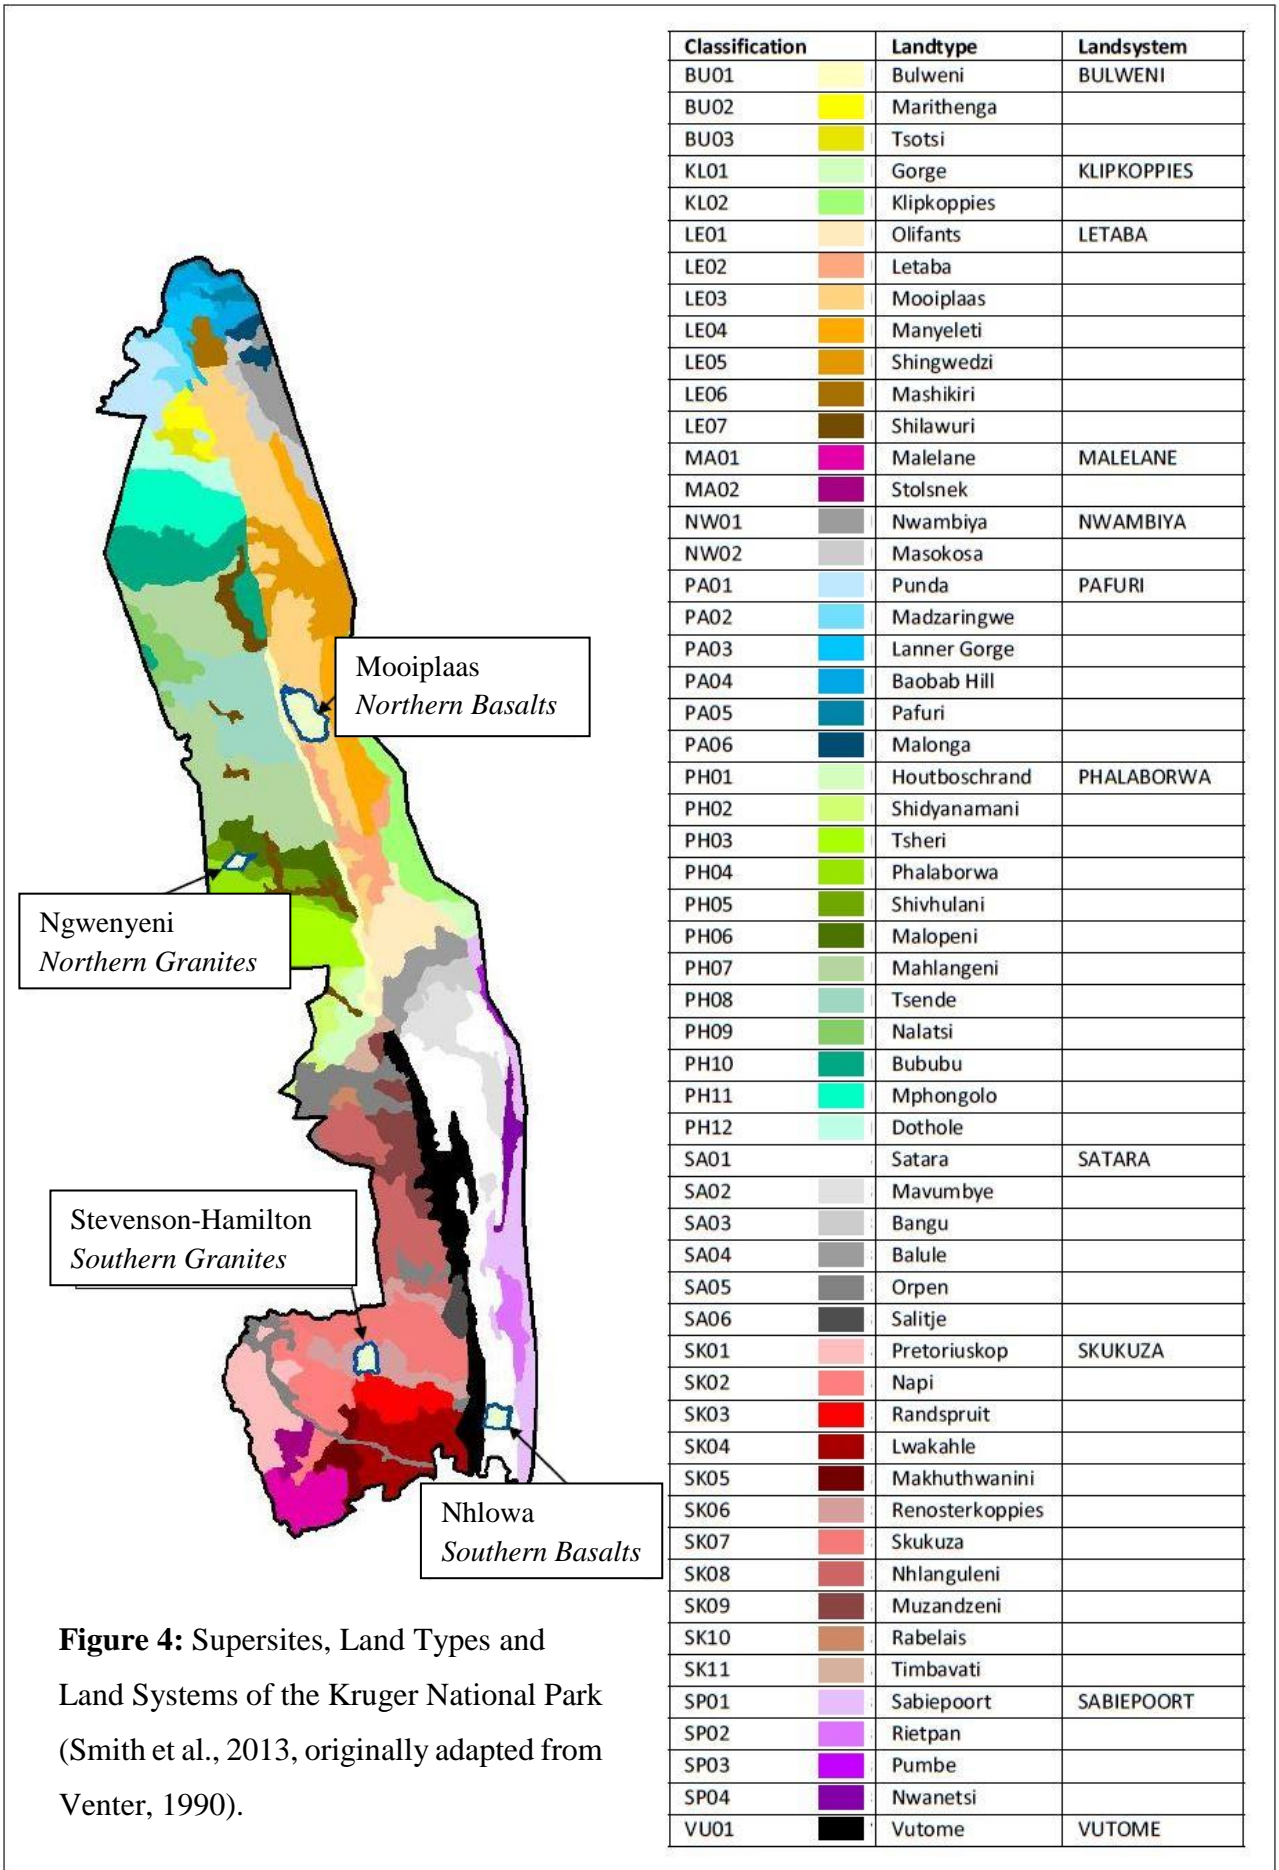 Classification Landtype Landsystem
BU01 Bulweni BULWENI
BU02 Marithenga
BU03 Tsotsi
KL01 Gorge KLIPKOPPIES
KL02 Klipkoppies
LE01 Olifants LETABA
LE02 Letaba
LE03 Mooiplaas
LE04 Manyeleti
LE05 Shingwedzi
LE06 Mashikiri
LE07 Shilawuri
MA01 Malelane MALELANE
MA02 Stolsnek
NW01 Nwambiya NWAMBIYA
NW02 Masokosa
PA01 Punda PAFURI
PA02 Madzaringwe
PA03 Lanner Gorge
PA04 Baobab Hill
PA05 Pafuri
PA06 Malonga
PH01 Houtboschrand PHALABORWA
PH02 Shidyanamani
PH03 Tsheri
PH04 Phalaborwa
PH05 Shivhulani
PH06 Malopeni
PH07 Mahlangeni
PH08 Tsende
PH09 Nalatsi
PH10 Bububu
PH11 Mphongolo
PH12 Dothole
SA01 Satara SATARA
SA02 Mavumbye
SA03 Bangu
SA04 Balule
SA05 Orpen
SA06 Salitje
SK01 Pretoriuskop SKUKUZA
SK02 Napi
SK03 Randspruit
SK04 Lwakahle
SK05 Makhuthwanini
SK06 Renosterkoppies
SK07 Skukuza
SK08 Nhlanguleni
SK09 Muzandzeni
SK10 Rabelais
SK11 Timbavati
SP01 Sabiepoort SABIEPOORT
SP02 Rietpan
SP03 Pumbe
SP04 Nwanetsi
VU01 Vutome VUTOME
Mooiplaas
Northern Basalts
Ngwenyeni
Northern Granites
Stevenson-Hamilton
Southern Granites
Nhlowa
Southern Basalts
Figure 4: Supersites, Land Types and
Land Systems of the Kruger National Park
(Smith et al., 2013, originally adapted from
Venter, 1990).